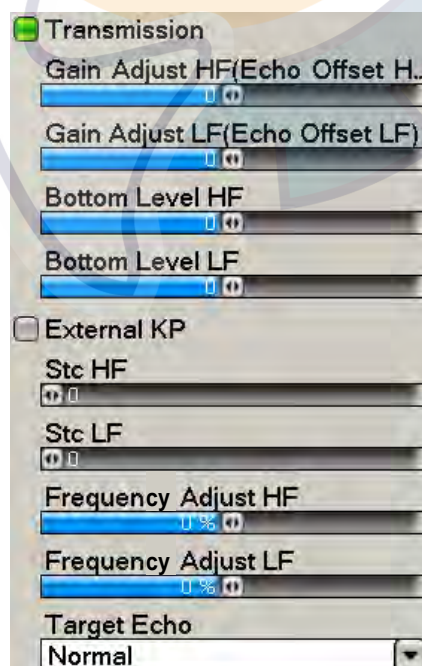 Transmission
Gain Adjust HF(Echo Offset H..
0
Gain Adjust LF(Echo Offset LF)
0
Bottom Level HF
0
Bottom Level LF
0
External KP
Stc HF
0
Stc LF
0
Frequency Adjust HF
0 %
Frequency Adjust LF
0 %
Target Echo
Normal